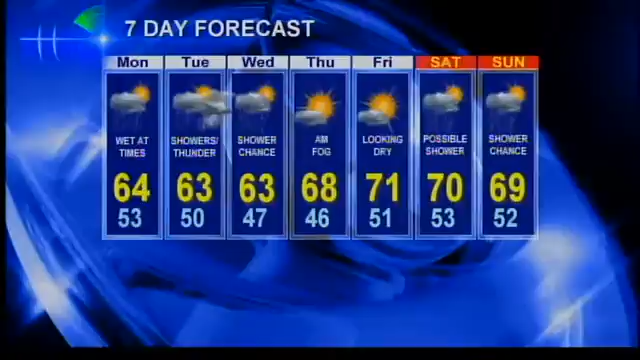 7 DAY FORECAST
Mon Tue Wed Thu Fri SAT SUN
WET AT TIMES
SHOWERS/ THUNDER
SHOWER CHANCE
AM FOG
LOOKING DRY
POSSIBLE SHOWER
SHOWER CHANCE
64 63 63 68 71 70 69
53 50 47 46 51 53 52